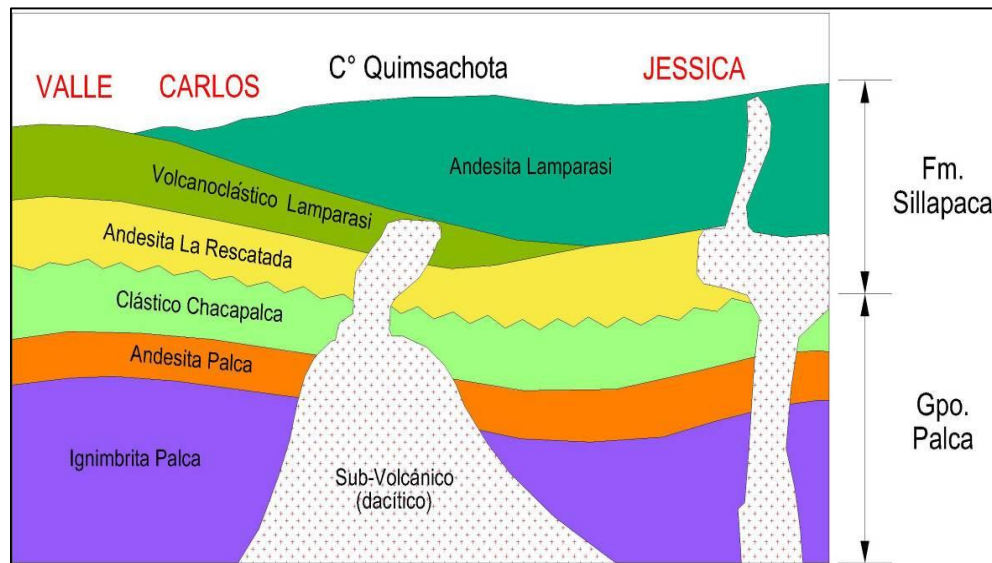 C° Quimsachota
VALLE
CARLOS
JESSICA
Andesita Lamparasi
Volcanoclástico Lamparasi
Andesita La Rescatada
Clástico Chacapalca
Andesita Palca
Ignimbrita Palca
Sub-Volcánico
(dacítico)
Fm.
Sillapaca
Gpo.
Palca